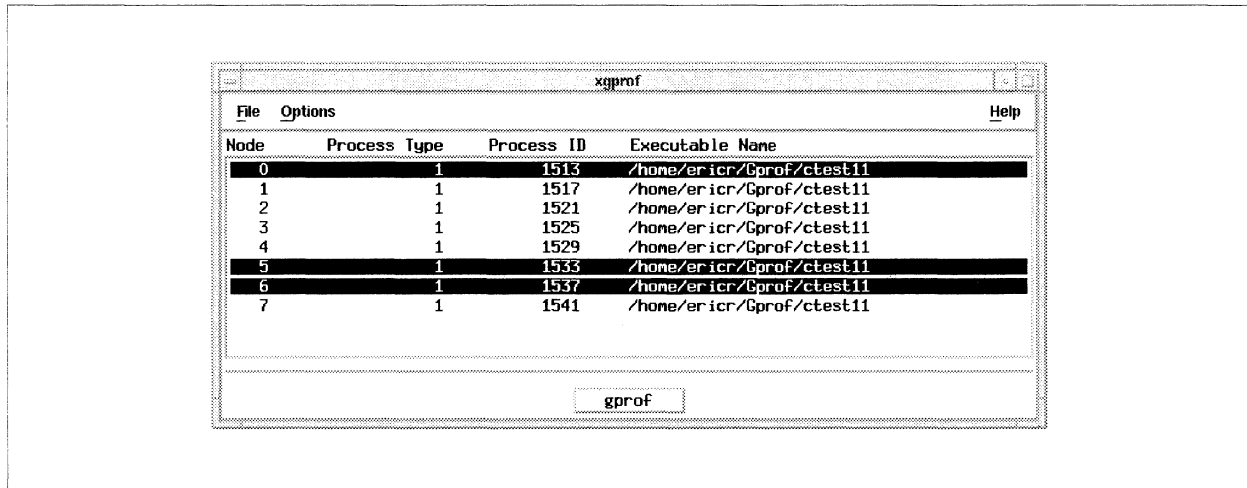 xgprof
File Options Help
Node Process Type Process ID Executable Name
0 1 1513 /home/ericr/Gprof/ctest11
1 1 1517 /home/ericr/Gprof/ctest11
2 1 1521 /home/ericr/Gprof/ctest11
3 1 1525 /home/ericr/Gprof/ctest11
4 1 1529 /home/ericr/Gprof/ctest11
5 1 1533 /home/ericr/Gprof/ctest11
6 1 1537 /home/ericr/Gprof/ctest11
7 1 1541 /home/ericr/Gprof/ctest11
gprof